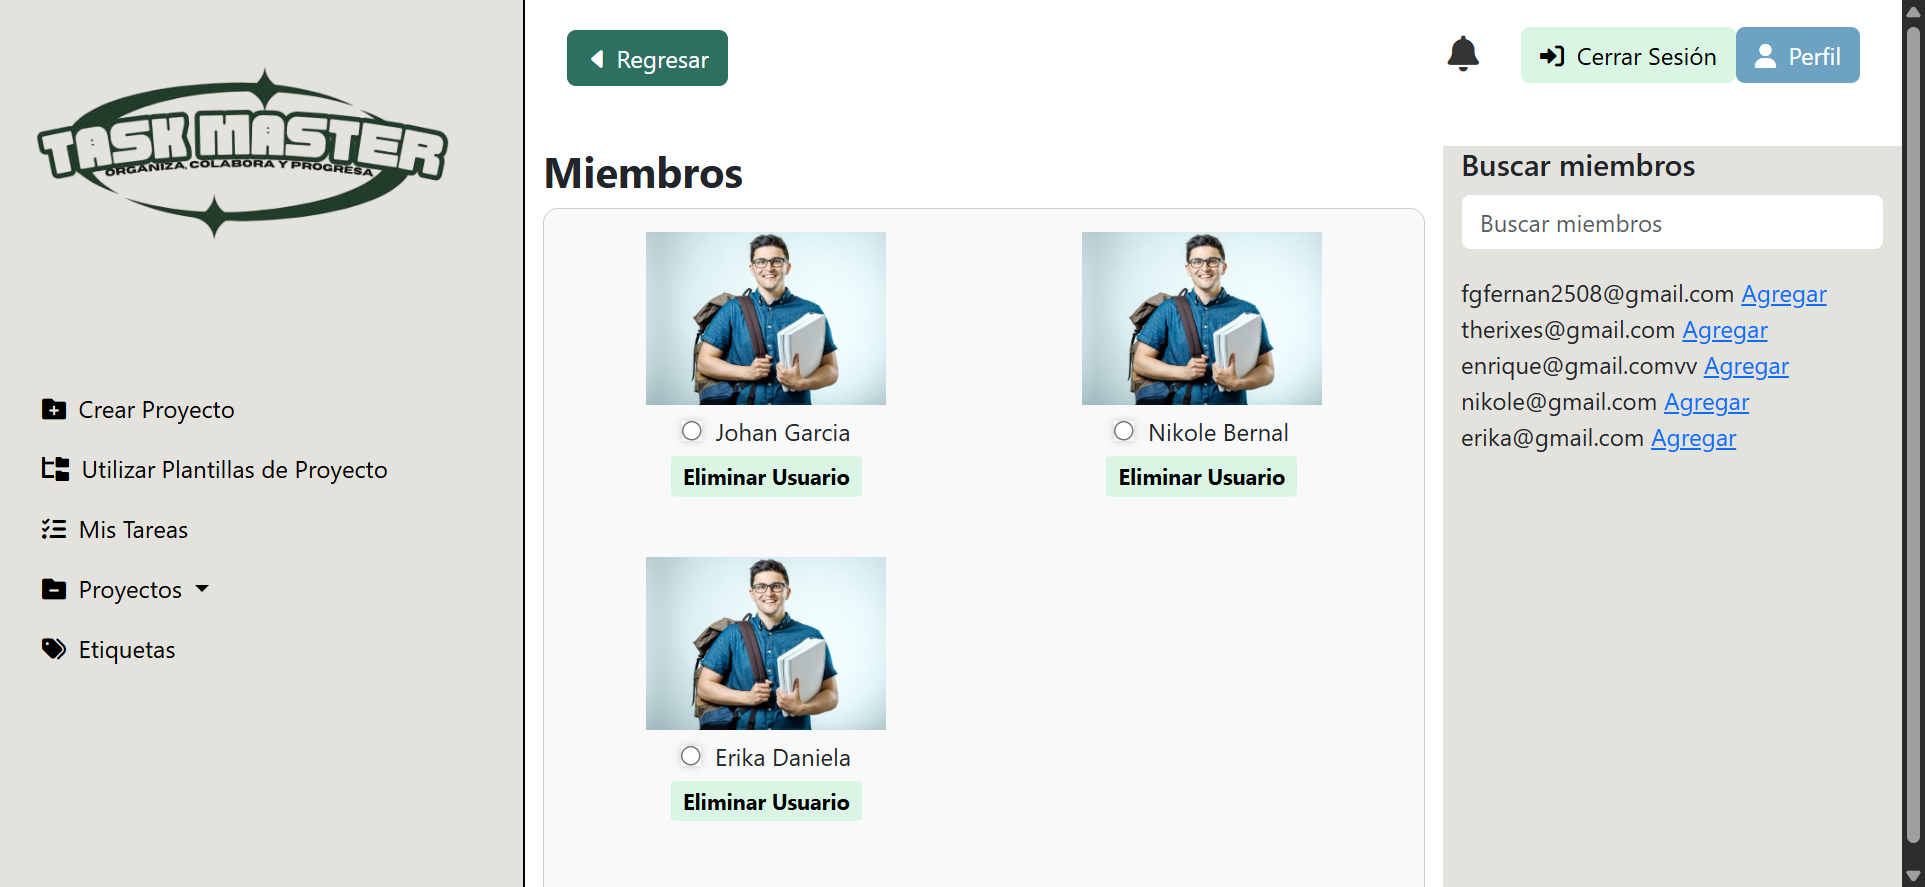 TASK MASTER
ORGANIZA, COLABORA Y PROGRESA
Crear Proyecto
Utilizar Plantillas de Proyecto
Mis Tareas
Proyectos
Etiquetas
Regresar
Cerrar Sesión
Perfil
Miembros
Johan Garcia
Eliminar Usuario
Nikole Bernal
Eliminar Usuario
Erika Daniela
Eliminar Usuario
Buscar miembros
Buscar miembros
fgfernan2508@gmail.com Agregar
therixes@gmail.com Agregar
enrique@gmail.comvv Agregar
nikole@gmail.com Agregar
erika@gmail.com Agregar